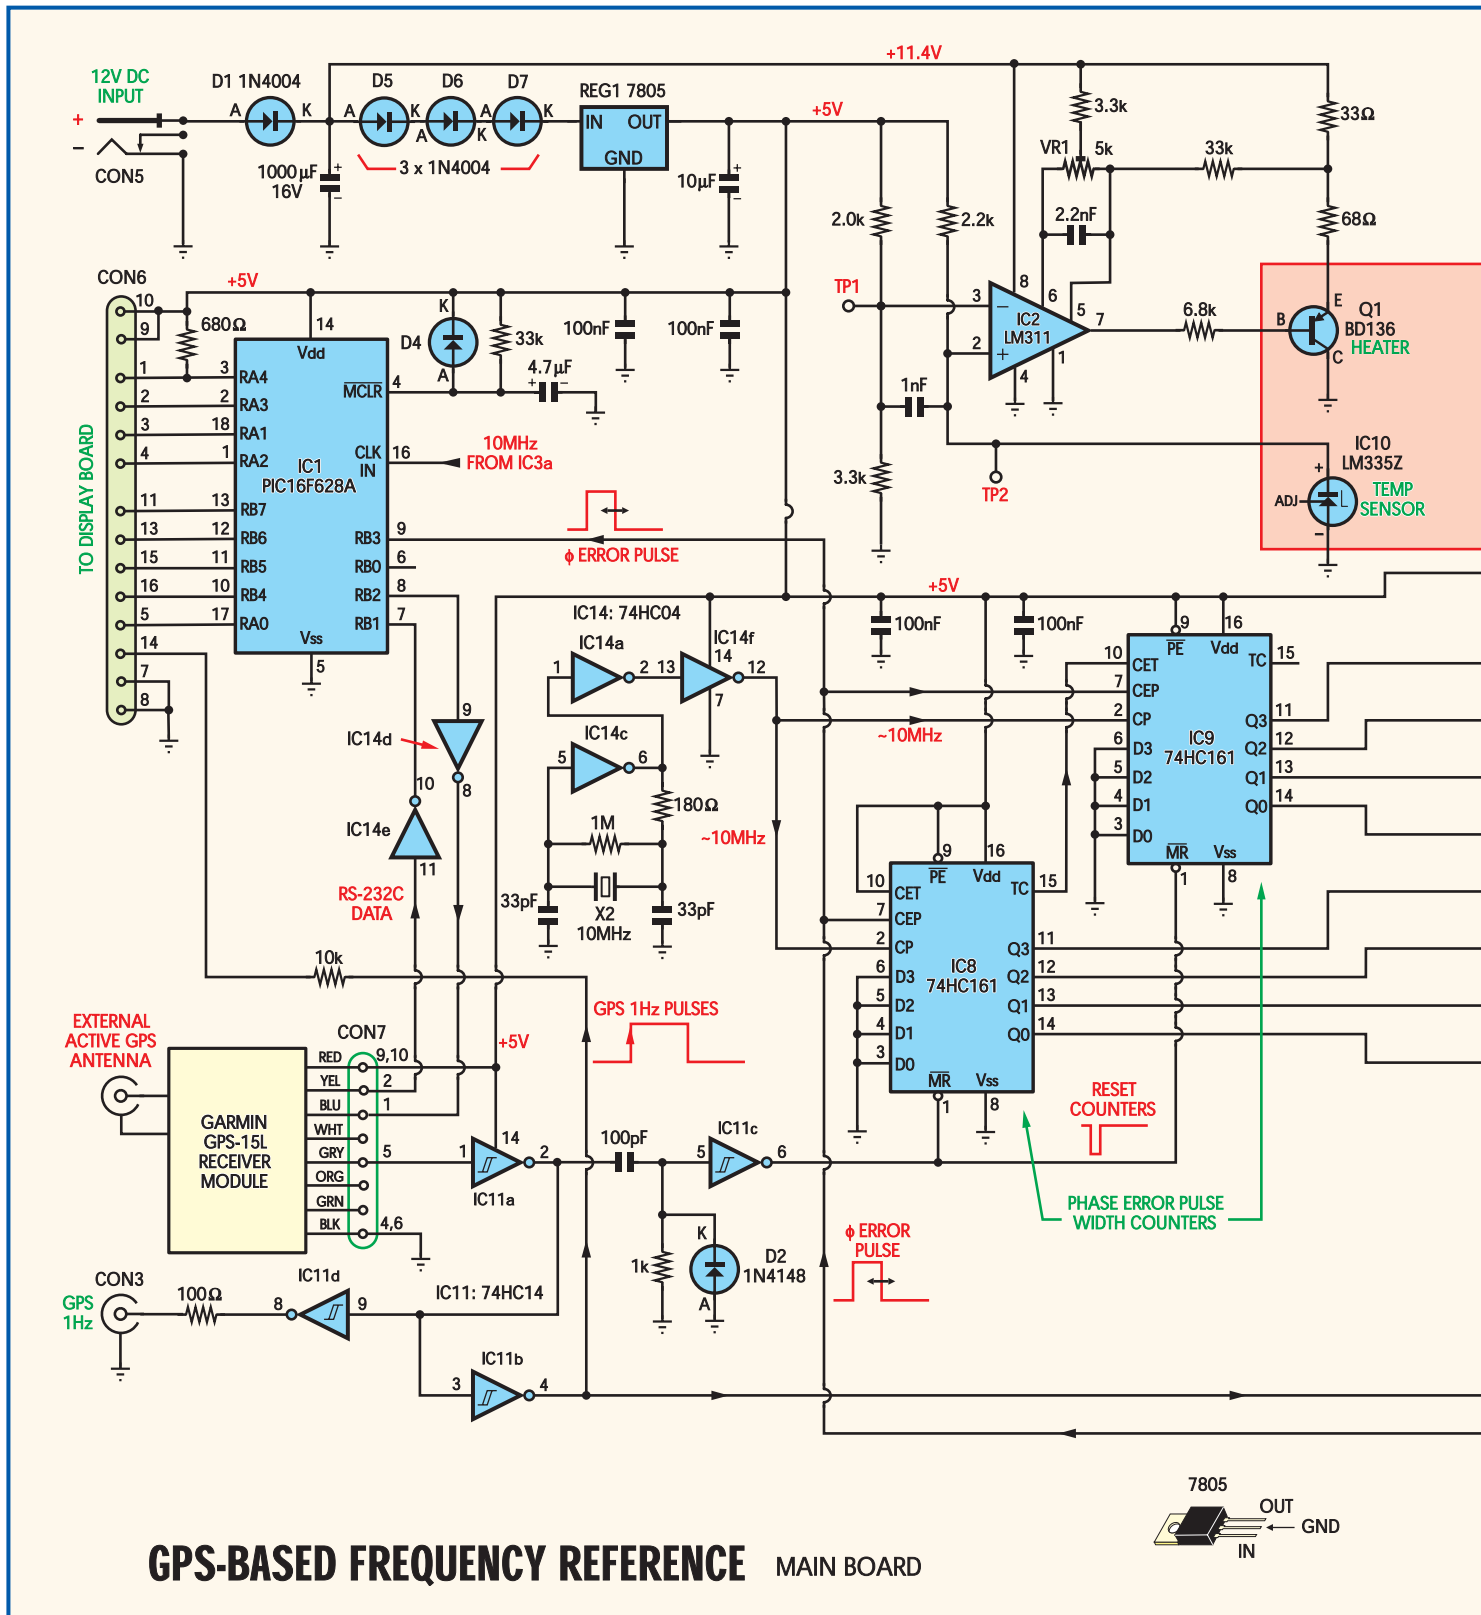 12V DC
INPUT
+
–
CON5
D1 1N4004
A
K
1000µF
16V
+
–
D5
D6
D7
A
K
A
K
A
K
3 x 1N4004
REG1 7805
IN
OUT
GND
10µF
+
–
+5V
+11.4V
3.3k
VR1
5k
33k
33Ω
2.2nF
68Ω
2.0k
2.2k
TP1
3
2
8
6
5
7
1
4
–
+
IC2
LM311
6.8k
B
E
C
Q1
BD136
HEATER
1nF
3.3k
TP2
IC10
LM335Z
+
ADJ
–
TEMP
SENSOR
CON6
+5V
10
9
680Ω
14
Vdd
K
D4
A
33k
4.7µF
+
–
100nF
100nF
1
3
RA4
MCLR
4
2
2
RA3
3
18
RA1
4
1
RA2
CLK
IN
16
10MHz
FROM IC3a
IC1
PIC16F628A
TO DISPLAY BOARD
11
13
RB7
13
12
RB6
RB3
9
15
11
RB5
RB0
6
16
10
RB4
RB2
8
5
17
RA0
RB1
7
14
Vss
5
7
8
ϕ ERROR PULSE
+5V
IC14: 74HC04
IC14a
1
2
13
IC14f
14
12
7
100nF
100nF
IC14c
5
6
180Ω
1M
X2
10MHz
33pF
33pF
~10MHz
~10MHz
IC14d
9
8
IC14e
10
11
RS-232C
DATA
10k
9
16
10
CET
PE
Vdd
TC
15
7
CEP
2
CP
Q3
11
6
D3
IC9
74HC161
Q2
12
5
D2
Q1
13
4
D1
Q0
14
3
D0
MR
Vss
1
8
9
16
10
CET
PE
Vdd
TC
15
7
CEP
2
CP
Q3
11
6
D3
IC8
74HC161
Q2
12
5
D2
Q1
13
4
D1
Q0
14
3
D0
MR
Vss
1
8
GPS 1Hz PULSES
RESET
COUNTERS
PHASE ERROR PULSE
WIDTH COUNTERS
EXTERNAL
ACTIVE GPS
ANTENNA
GARMIN
GPS-15L
RECEIVER
MODULE
CON7
RED
9,10
YEL
2
BLU
1
WHT
GRY
5
ORG
GRN
BLK
4,6
+5V
1
14
2
IC11a
100pF
5
IC11c
6
1k
K
A
D2
1N4148
ϕ ERROR
PULSE
CON3
GPS
1Hz
100Ω
8
IC11d
9
IC11: 74HC14
IC11b
3
4
7805
OUT
GND
IN
GPS-BASED FREQUENCY REFERENCE MAIN BOARD